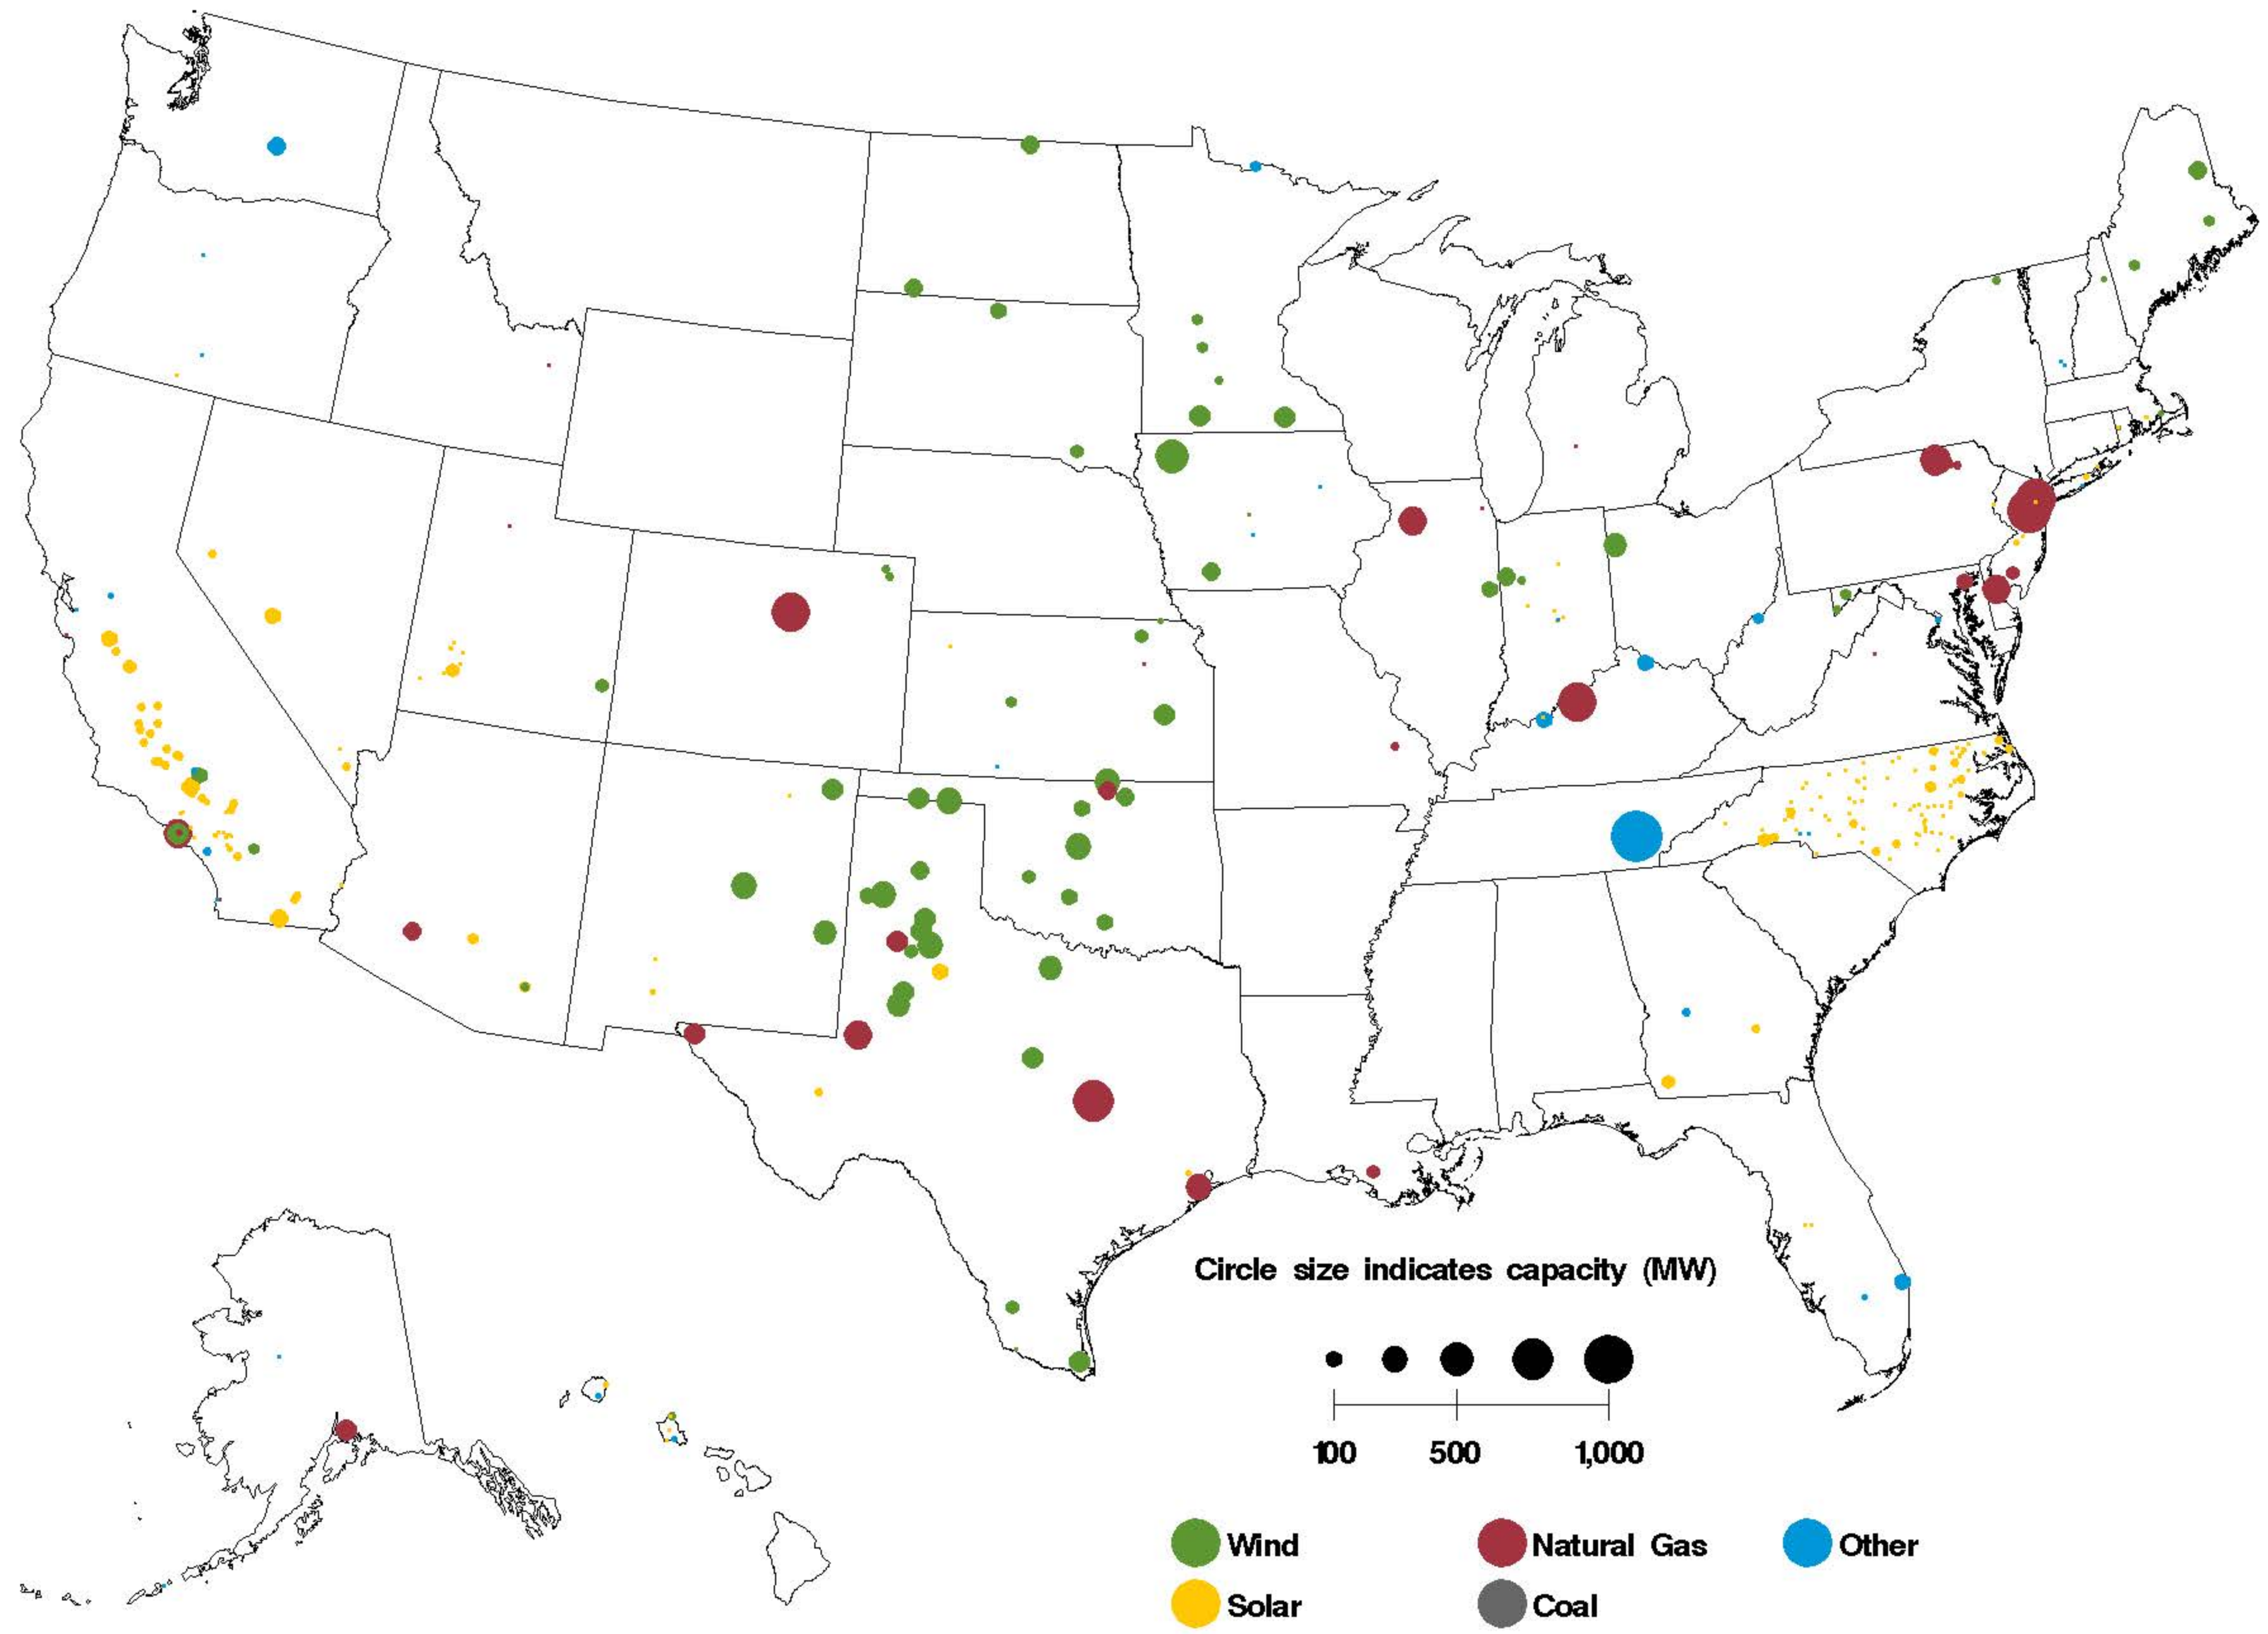 Circle size indicates capacity (MW)
100 500 1,000
Wind Natural Gas Other
Solar Coal